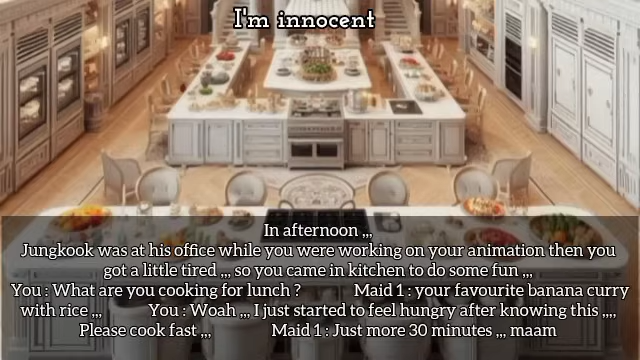 I'm innocent
In afternoon ,,,
Jungkook was at his office while you were working on your animation then you
got a little tired ,,, so you came in kitchen to do some fun ,,,
You : What are you cooking for lunch ? Maid 1 : your favourite banana curry
with rice ,,, You : Woah ,,, I just started to feel hungry after knowing this ,,,,
Please cook fast ,,, Maid 1 : Just more 30 minutes ,,, maam